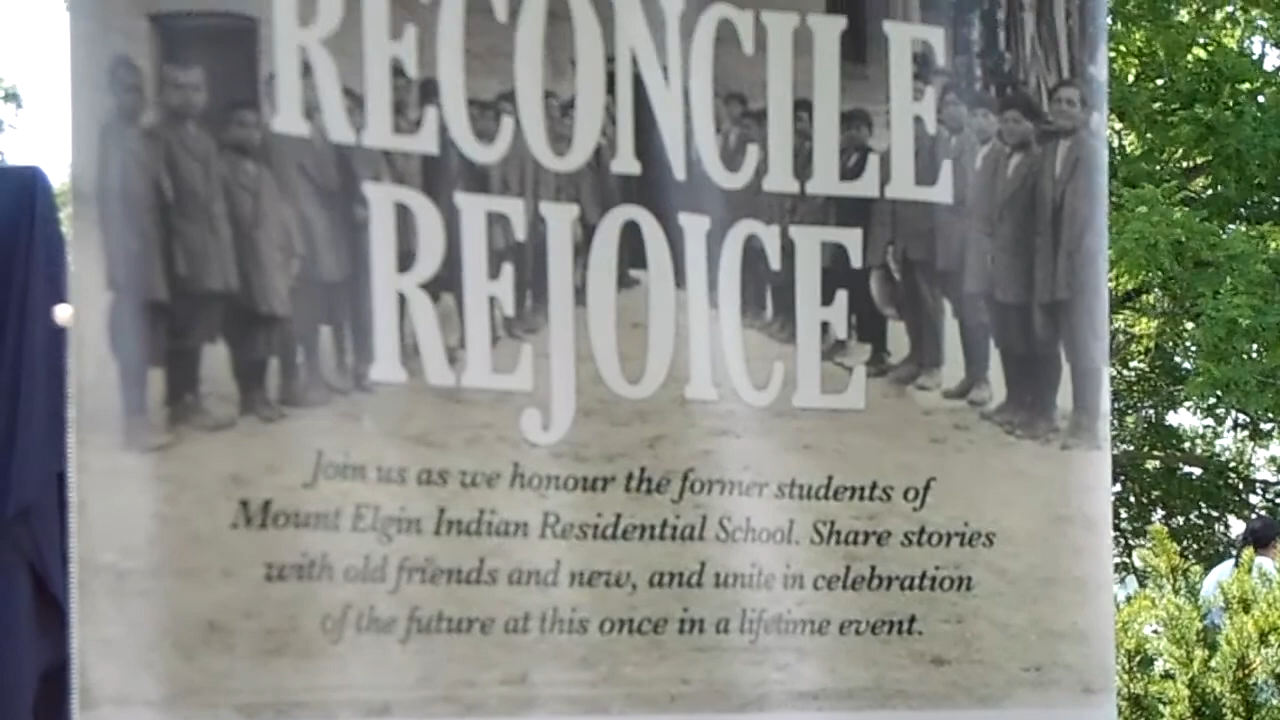 RECONCILE
REJOICE
Join us as we honour the former students of
Mount Elgin Indian Residential School. Share stories
with old friends and new, and unite in celebration
of the future at this once in a lifetime event.